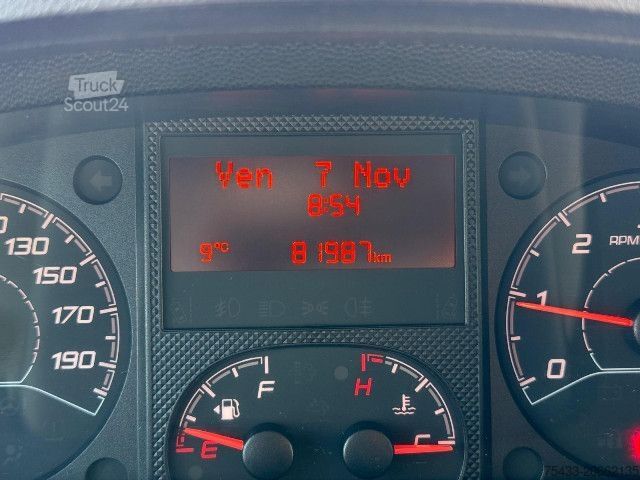 Truck
Scout24
Ven 7 Nov
8:54
9°C 81987km
130
150
170
190
2 RPM
1
0
F
E
H
C